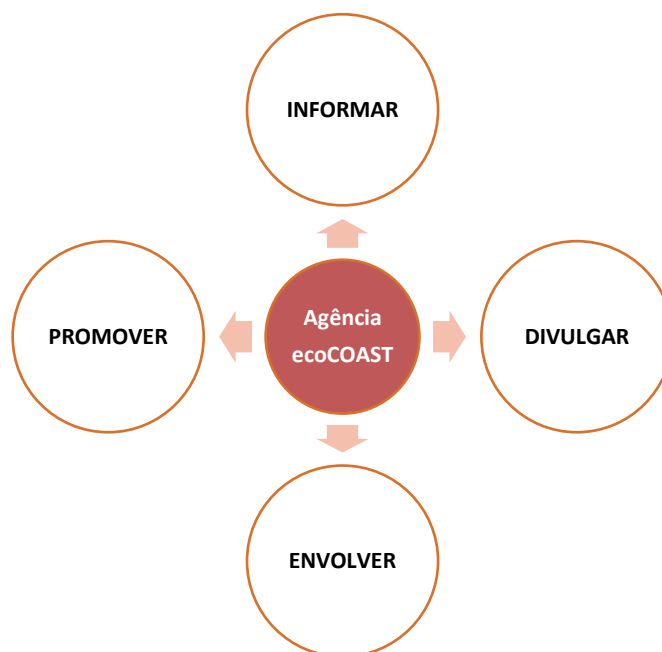 INFORMAR
PROMOVER
Agência
ecoCOAST
DIVULGAR
ENVOLVER